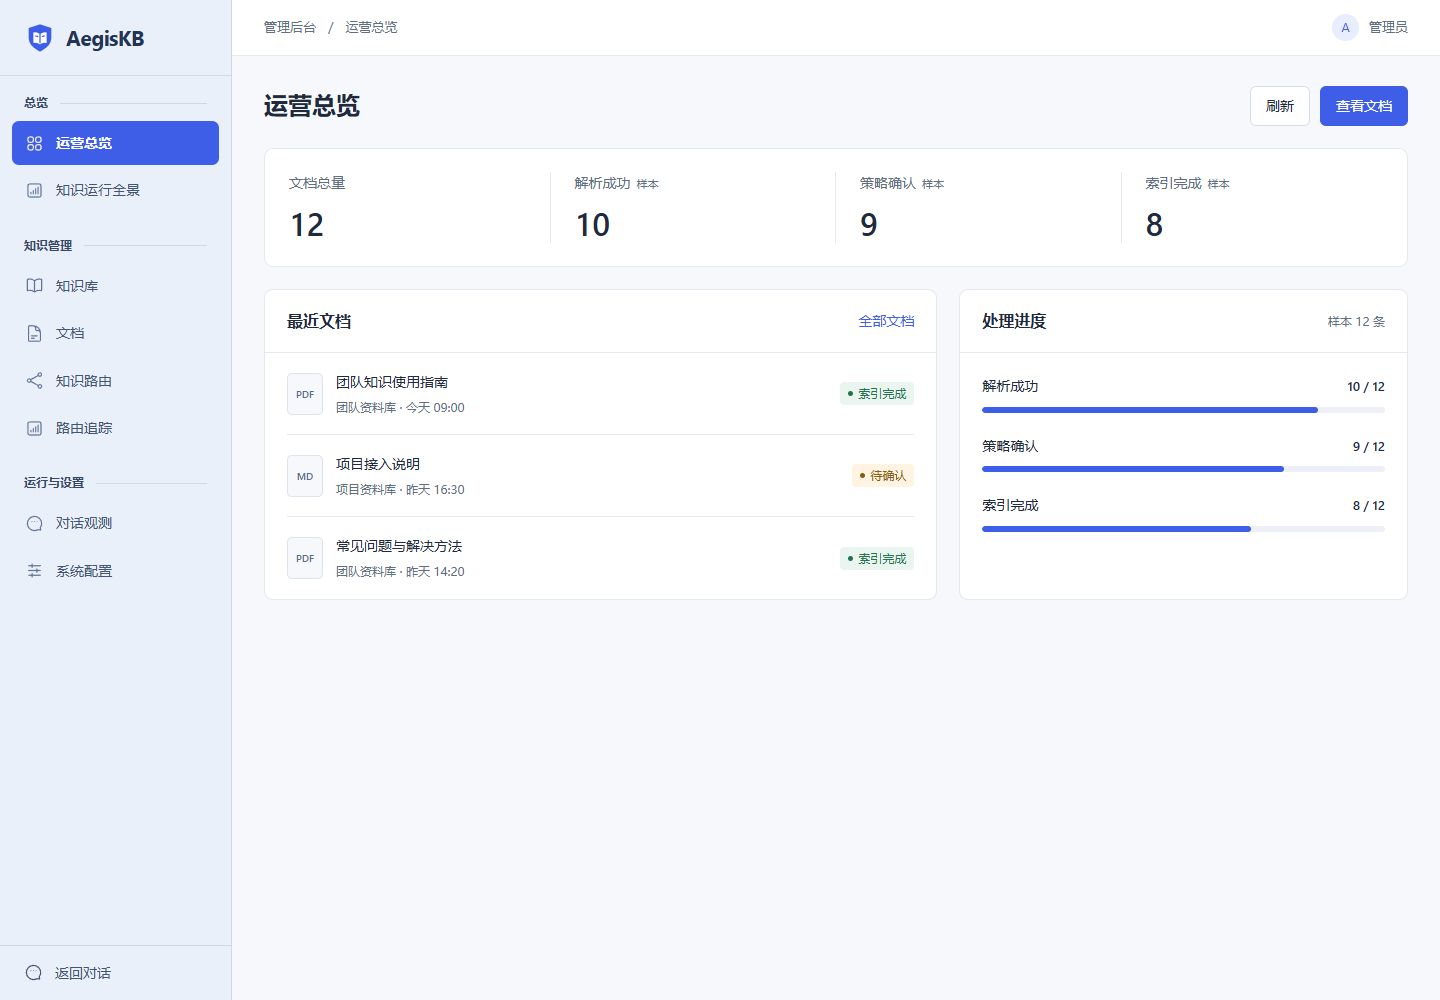 AegisKB
总览
运营总览
知识运行全景
知识管理
知识库
文档
知识路由
路由追踪
运行与设置
对话观测
系统配置
返回对话
管理后台 / 运营总览
A 管理员
运营总览
刷新 查看文档
文档总量
12
解析成功 样本
10
策略确认 样本
9
索引完成 样本
8
最近文档 全部文档
PDF
团队知识使用指南
团队资料库 · 今天 09:00
索引完成
MD
项目接入说明
项目资料库 · 昨天 16:30
待确认
PDF
常见问题与解决方法
团队资料库 · 昨天 14:20
索引完成
处理进度 样本 12 条
解析成功 10 / 12
策略确认 9 / 12
索引完成 8 / 12